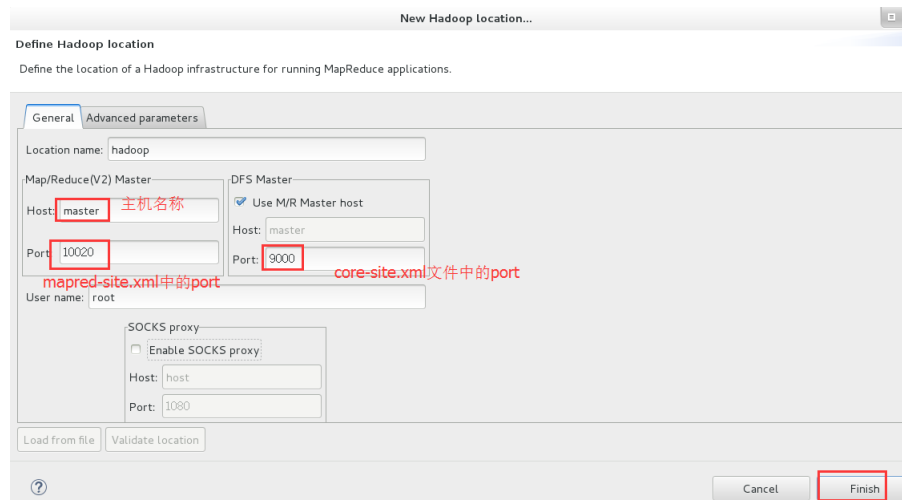 New Hadoop location...
Define Hadoop location
Define the location of a Hadoop infrastructure for running MapReduce applications.
General
Advanced parameters
Location name: hadoop
Map/Reduce(V2) Master
Host: master
主机名称
Port: 10020
mapred-site.xml中的port
DFS Master
Use M/R Master host
Host: master
Port: 9000
core-site.xml文件中的port
User name: root
SOCKS proxy
Enable SOCKS proxy
Host: host
Port: 1080
Load from file
Validate location
?
Cancel
Finish